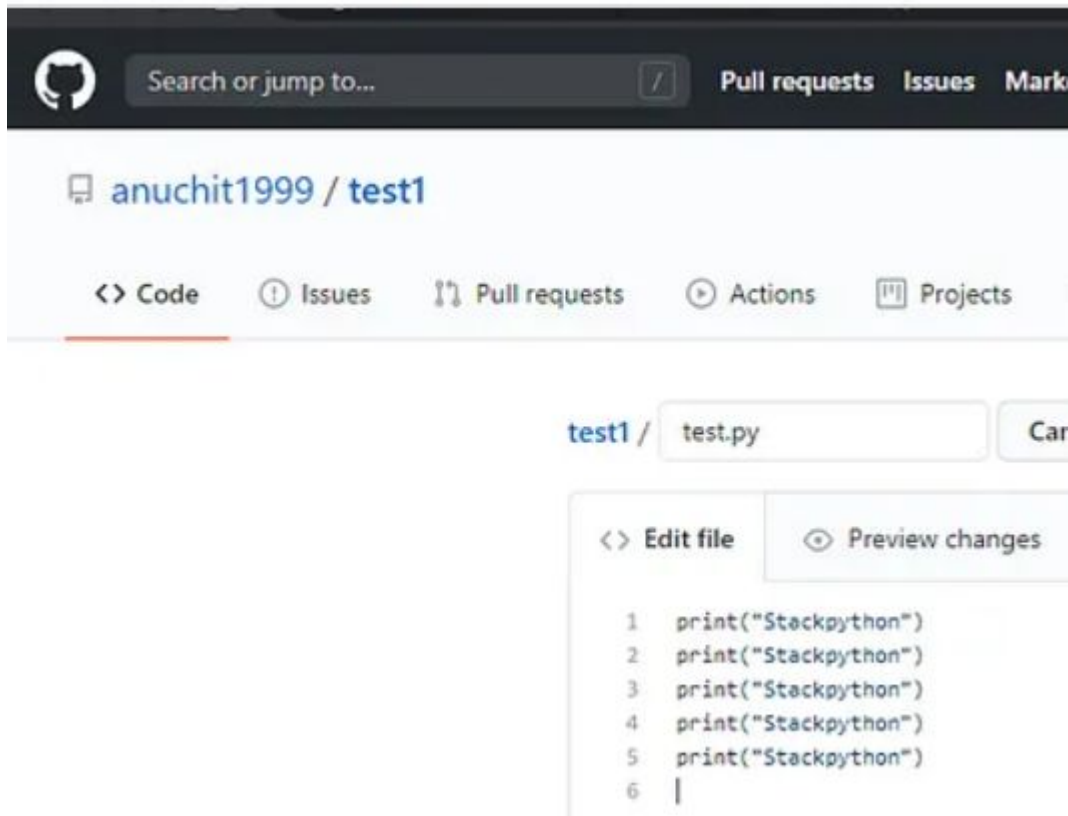 Search or jump to... / Pull requests Issues Mark
anuchit1999 / test1
<> Code Issues Pull requests Actions Projects
test1 / test.py Can
<> Edit file Preview changes
1 print("Stackpython")
2 print("Stackpython")
3 print("Stackpython")
4 print("Stackpython")
5 print("Stackpython")
6